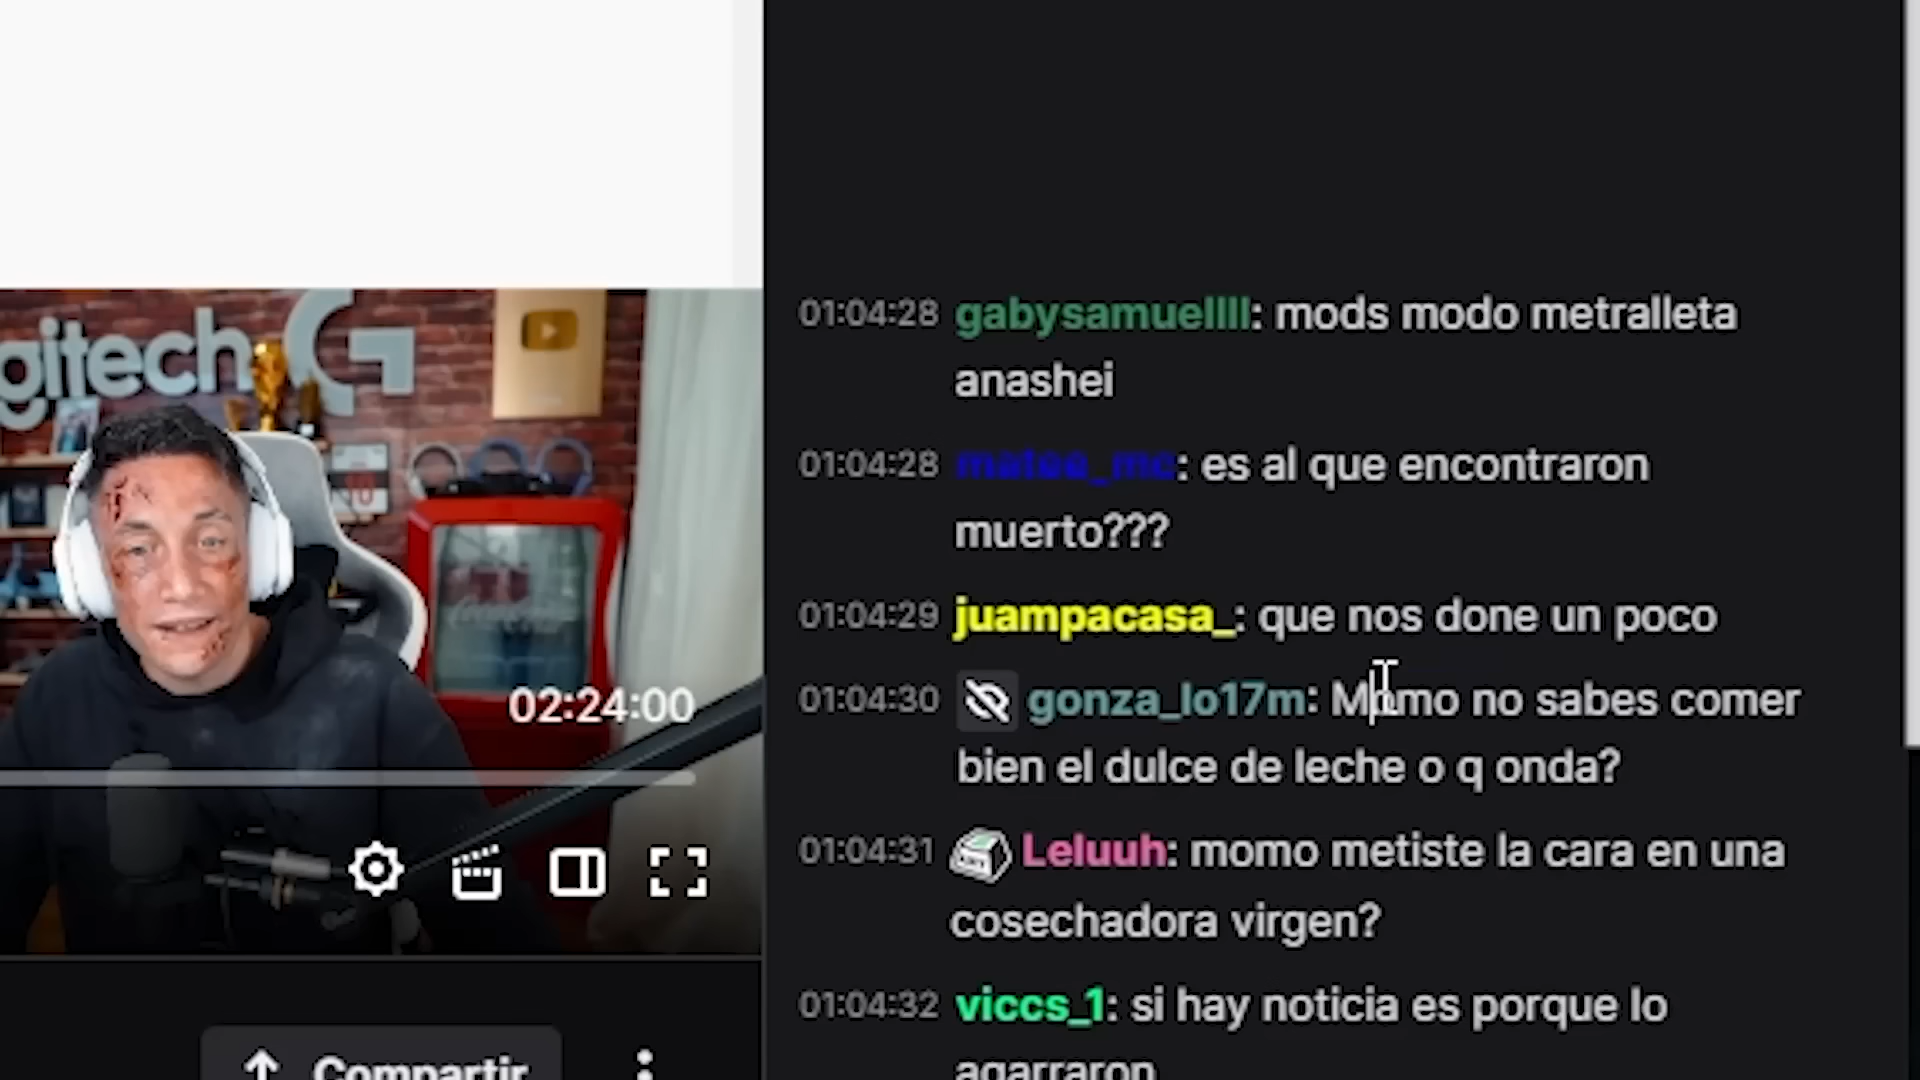 gitech G
02:24:00
Compartir
01:04:28 gabysamuellll: mods modo metralleta
anashei
01:04:28 matee_mc: es al que encontraron
muerto???
01:04:29 juampacasa_: que nos done un poco
01:04:30 gonza_lo17m: Momo no sabes comer
bien el dulce de leche o q onda?
01:04:31 Leluuh: momo metiste la cara en una
cosechadora virgen?
01:04:32 viccs_1: si hay noticia es porque lo
agarraron